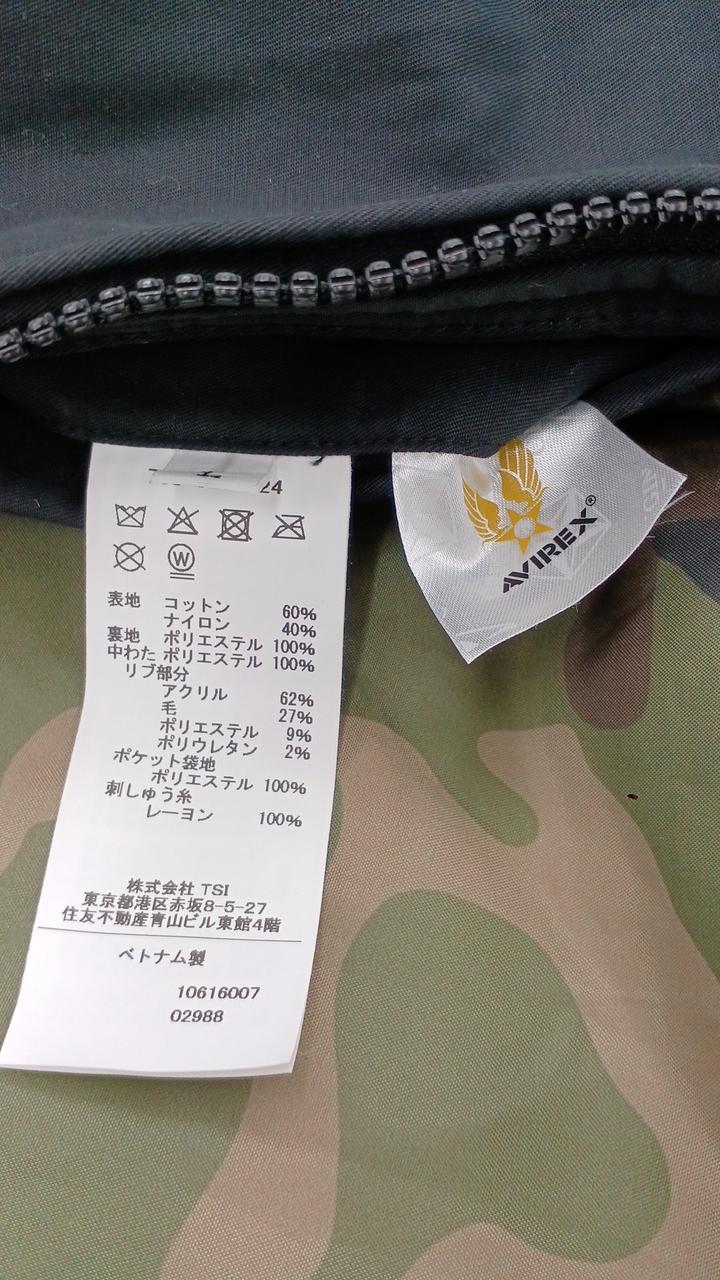 24
W
表地 コットン 60%
ナイロン 40%
裏地 ポリエステル 100%
中わた ポリエステル 100%
リブ部分
アクリル 62%
毛 27%
ポリエステル 9%
ポリウレタン 2%
ポケット袋地
ポリエステル 100%
刺しゅう糸
レーヨン 100%
株式会社 TSI
東京都港区赤坂8-5-27
住友不動産青山ビル東館4階
ベトナム製
10616007
02988
AVIREX®